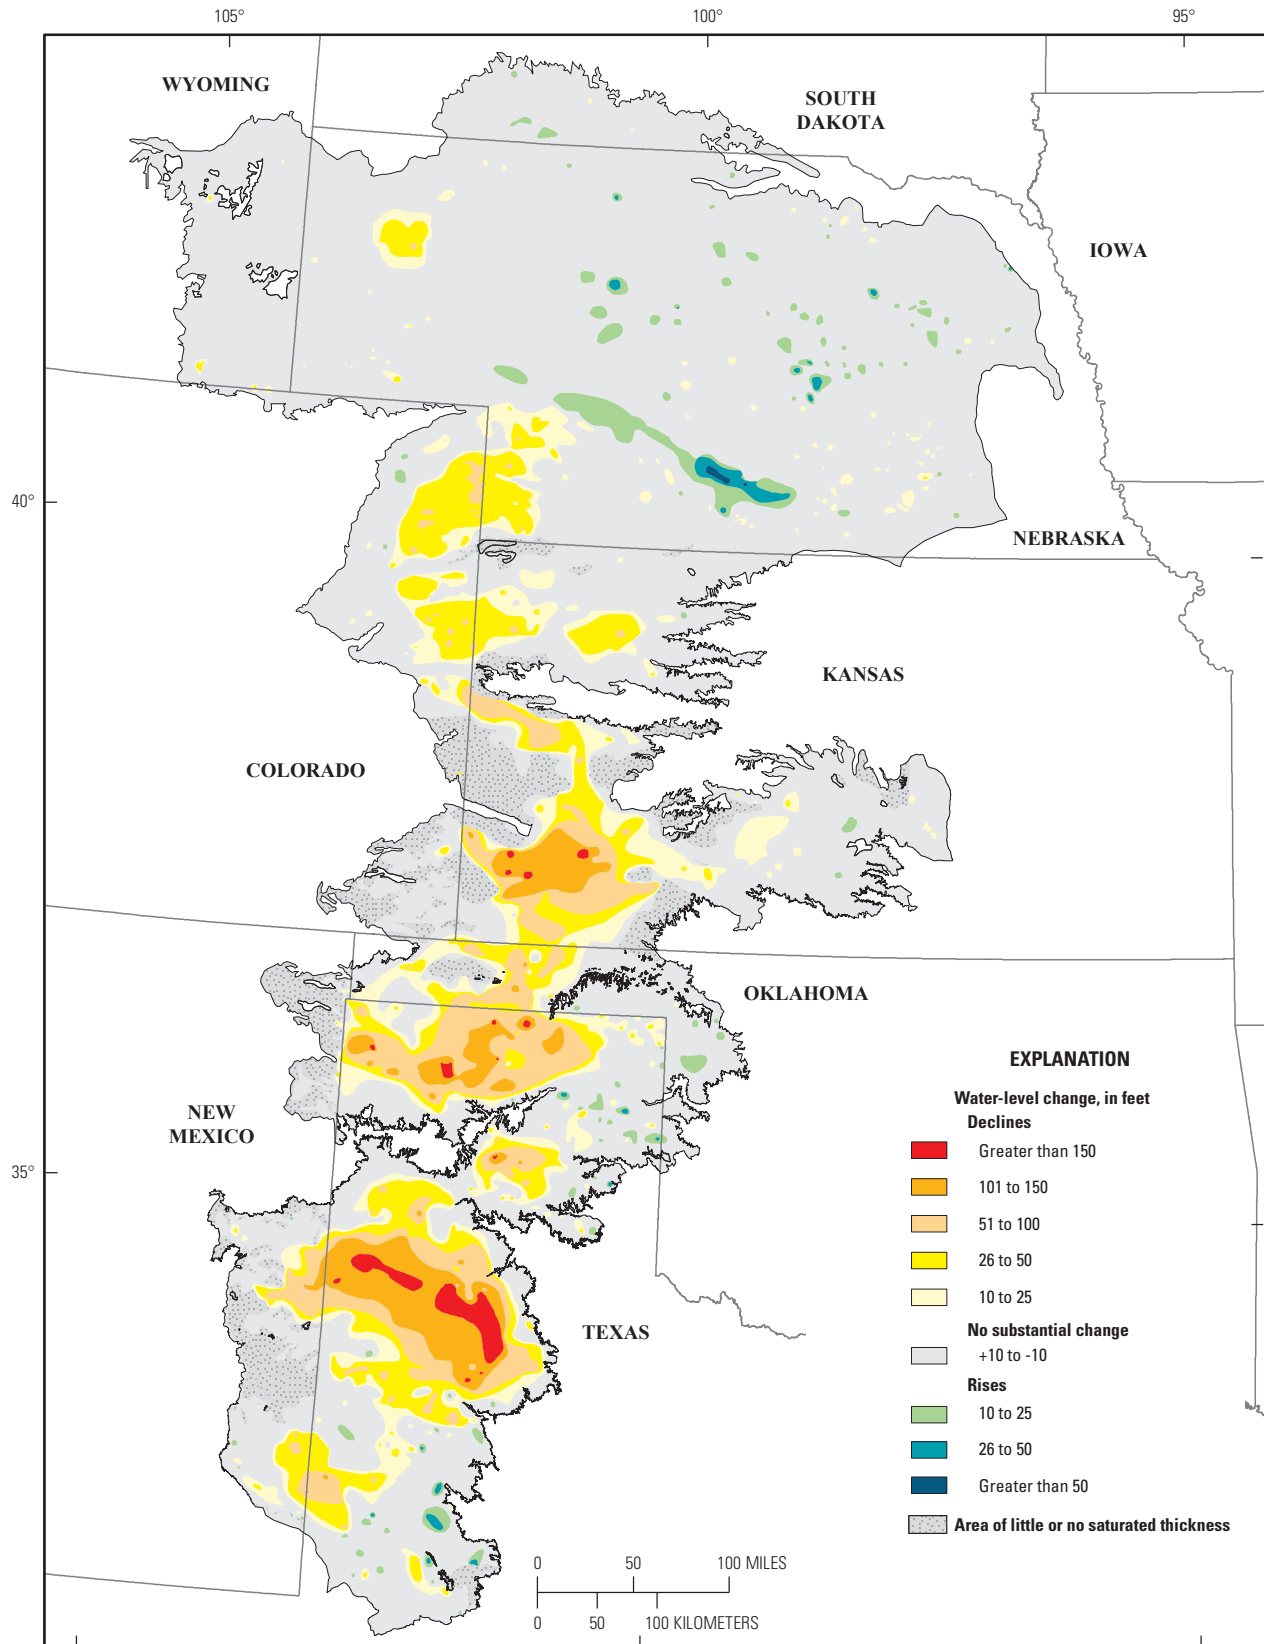 105°
100°
95°
WYOMING
SOUTH
DAKOTA
IOWA
40°
NEBRASKA
KANSAS
COLORADO
OKLAHOMA
NEW
MEXICO
35°
TEXAS
EXPLANATION
Water-level change, in feet
Declines
Greater than 150
101 to 150
51 to 100
26 to 50
10 to 25
No substantial change
+10 to -10
Rises
10 to 25
26 to 50
Greater than 50
Area of little or no saturated thickness
0 50 100 MILES
0 50 100 KILOMETERS